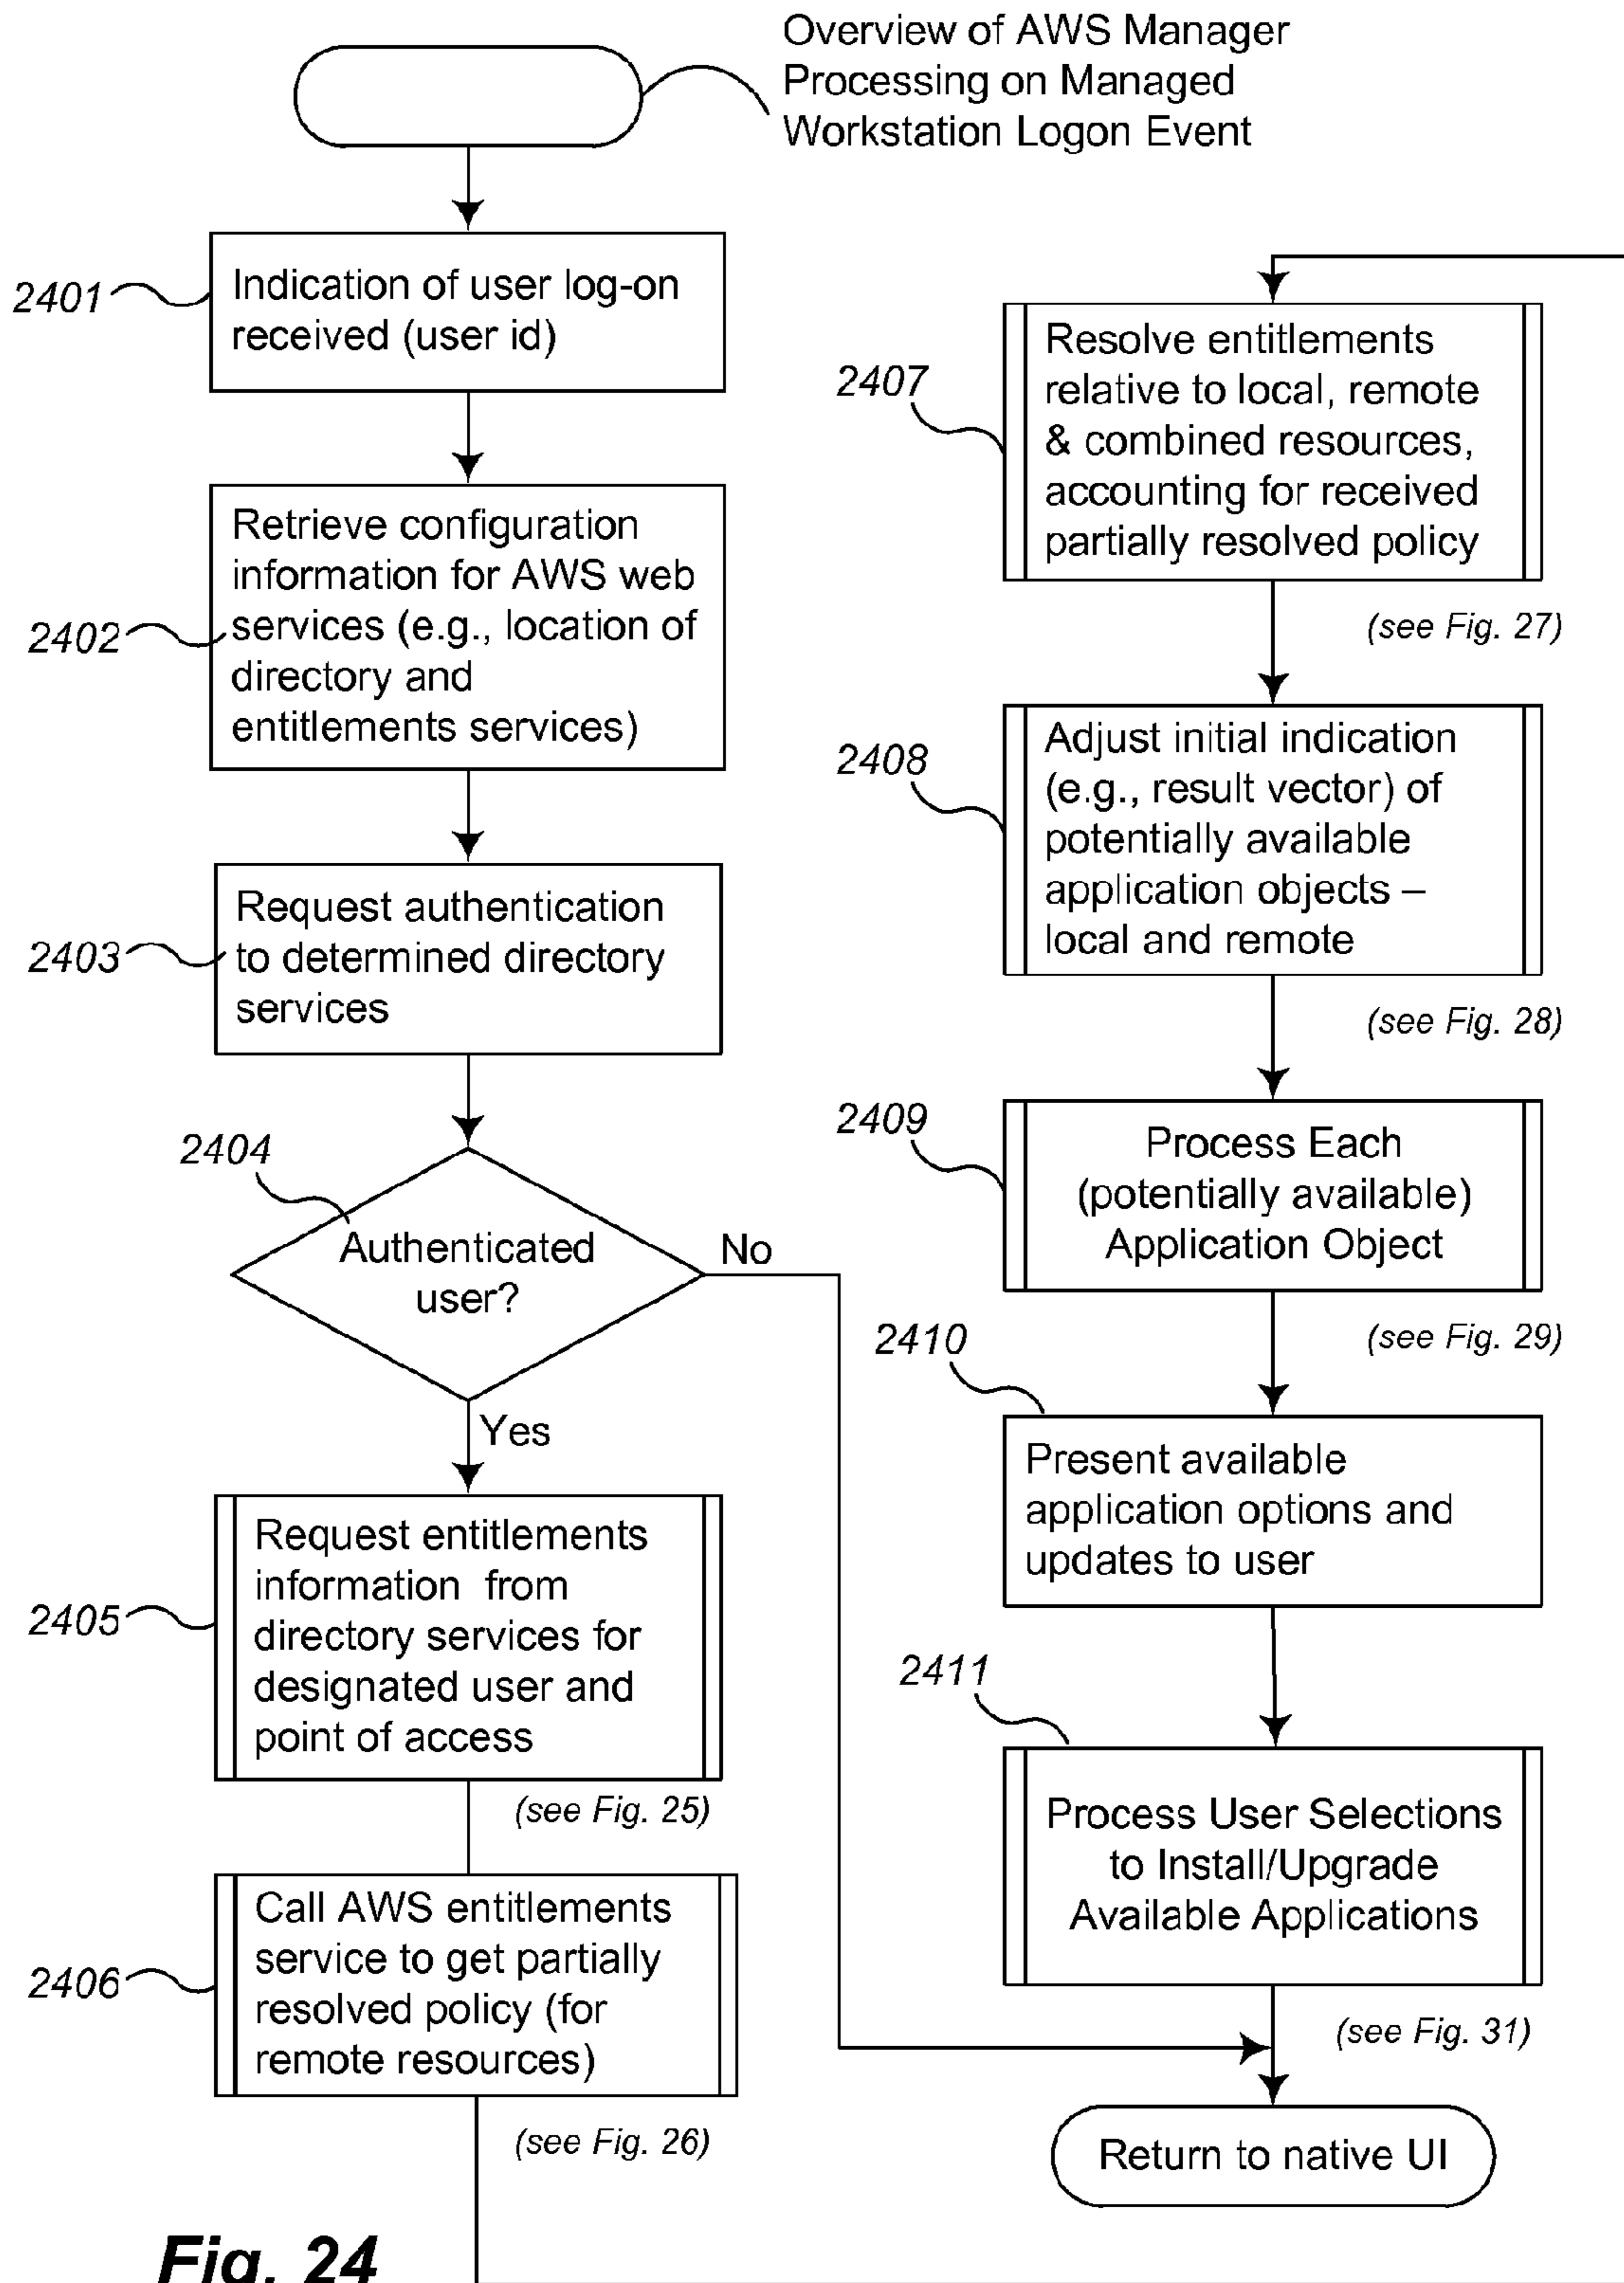 Overview of AWS Manager
Processing on Managed
Workstation Logon Event
2401
Indication of user log-on
received (user id)
2402
Retrieve configuration
information for AWS web
services (e.g., location of
directory and
entitlements services)
2403
Request authentication
to determined directory
services
2404
Authenticated
user?
No
Yes
2405
Request entitlements
information from
directory services for
designated user and
point of access
(see Fig. 25)
2406
Call AWS entitlements
service to get partially
resolved policy (for
remote resources)
(see Fig. 26)
2407
Resolve entitlements
relative to local, remote
& combined resources,
accounting for received
partially resolved policy
(see Fig. 27)
2408
Adjust initial indication
(e.g., result vector) of
potentially available
application objects –
local and remote
(see Fig. 28)
2409
Process Each
(potentially available)
Application Object
(see Fig. 29)
2410
Present available
application options and
updates to user
2411
Process User Selections
to Install/Upgrade
Available Applications
(see Fig. 31)
Return to native UI
Fig. 24